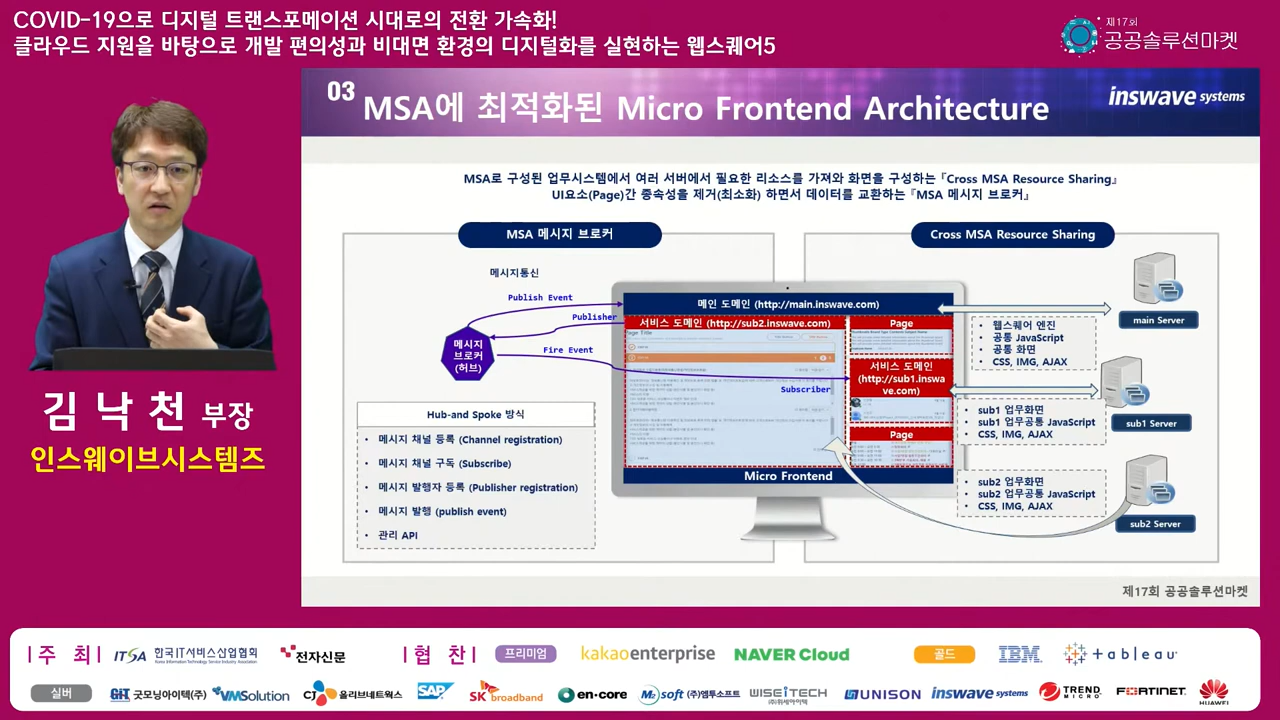 COVID-19으로 디지털 트랜스포메이션 시대로의 전환 가속화!
클라우드 지원을 바탕으로 개발 편의성과 비대면 환경의 디지털화를 실현하는 웹스퀘어5
제17회
공공솔루션마켓
03 MSA에 최적화된 Micro Frontend Architecture
inswave systems
MSA로 구성된 업무시스템에서 여러 서버에서 필요한 리소스를 가져와 화면을 구성하는 『Cross MSA Resource Sharing』
UI요소(Page)간 종속성을 제거(최소화) 하면서 데이터를 교환하는 『MSA 메시지 브로커』
MSA 메시지 브로커
메시지통신
Publish Event
Publisher
메시지
브로커
(허브)
Fire Event
Subscriber
Hub-and Spoke 방식
• 메시지 채널 등록 (Channel registration)
• 메시지 채널 구독 (Subscribe)
• 메시지 발행자 등록 (Publisher registration)
• 메시지 발행 (publish event)
• 관리 API
Cross MSA Resource Sharing
메인 도메인 (http://main.inswave.com)
서비스 도메인 (http://sub2.inswave.com)
Page Title
Page
서비스 도메인
(http://sub1.inswa
ve.com)
Page
Micro Frontend
main Server
• 웹스퀘어 엔진
• 공통 JavaScript
• 공통 화면
• CSS, IMG, AJAX
sub1 Server
• sub1 업무화면
• sub1 업무공통 JavaScript
• CSS, IMG, AJAX
sub2 Server
• sub2 업무화면
• sub2 업무공통 JavaScript
• CSS, IMG, AJAX
제17회 공공솔루션마켓
김 낙 천 부장
인스웨이브시스템즈
주 최
ITSA 한국IT서비스산업협회
Korea Information Technology Service Industry Association
전자신문
협 찬
프리미엄
kakaoenterprise
NAVER Cloud
골드
IBM
tableau
실버
GIT 굿모닝아이텍(주)
VMSolution
CJ 올리브네트웍스
SAP
SK broadband
en-core
M2soft (주)엠투소프트
WISEiTECH
(주)위세아이텍
UNISON
inswave systems
TREND MICRO
FORTINET
HUAWEI